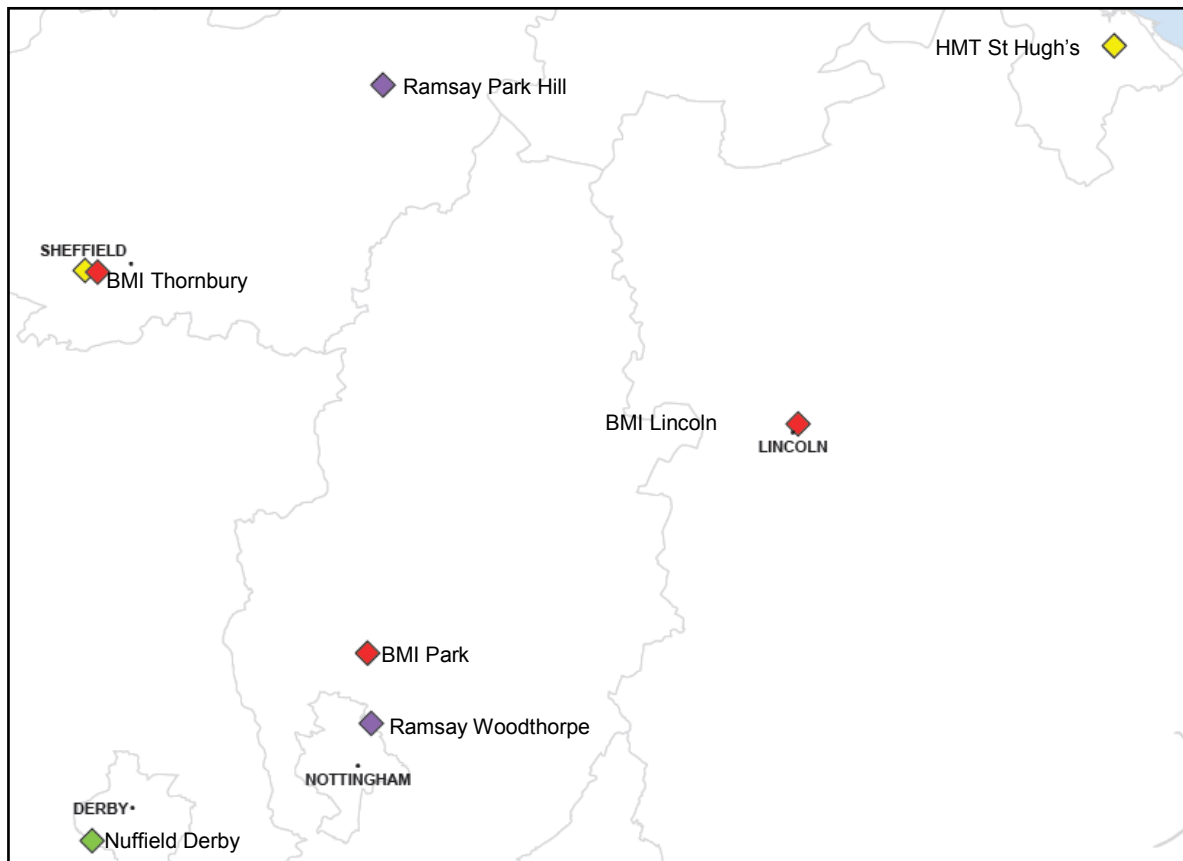 HMT St Hugh's
Ramsay Park Hill
SHEFFIELD
BMI Thornbury
BMI Lincoln
LINCOLN
BMI Park
Ramsay Woodthorpe
NOTTINGHAM
DERBY
Nuffield Derby